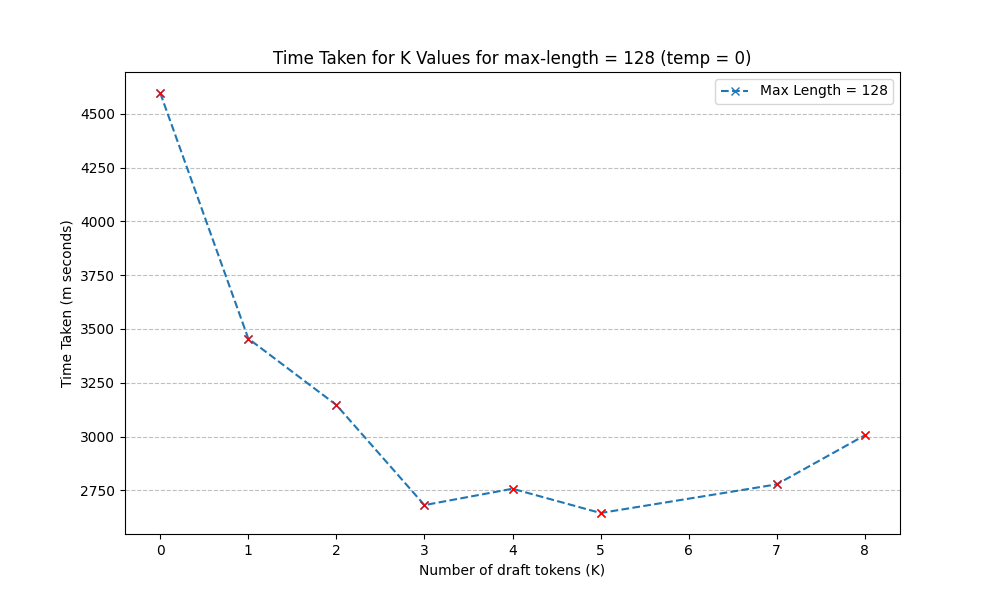 Time Taken for K Values for max-length = 128 (temp = 0)
Max Length = 128
4500
4250
4000
3750
3500
3250
3000
2750
Time Taken (m seconds)
0 1 2 3 4 5 6 7 8
Number of draft tokens (K)